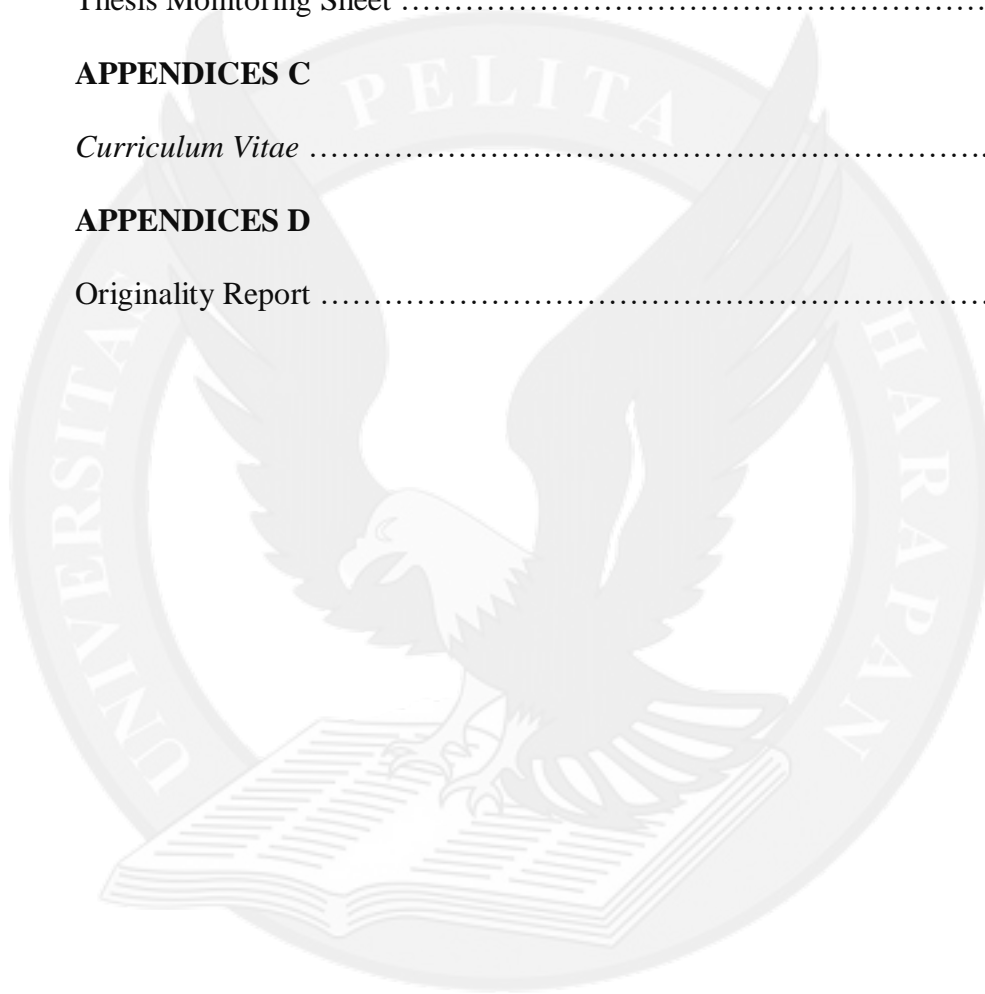 Thesis Monitoring Sheet ……………………………………………………………
APPENDICES C
Curriculum Vitae ………………………………………………………………………
APPENDICES D
Originality Report ……………………………………………………………………
UNIVERSITAS PELITA HARAPAN